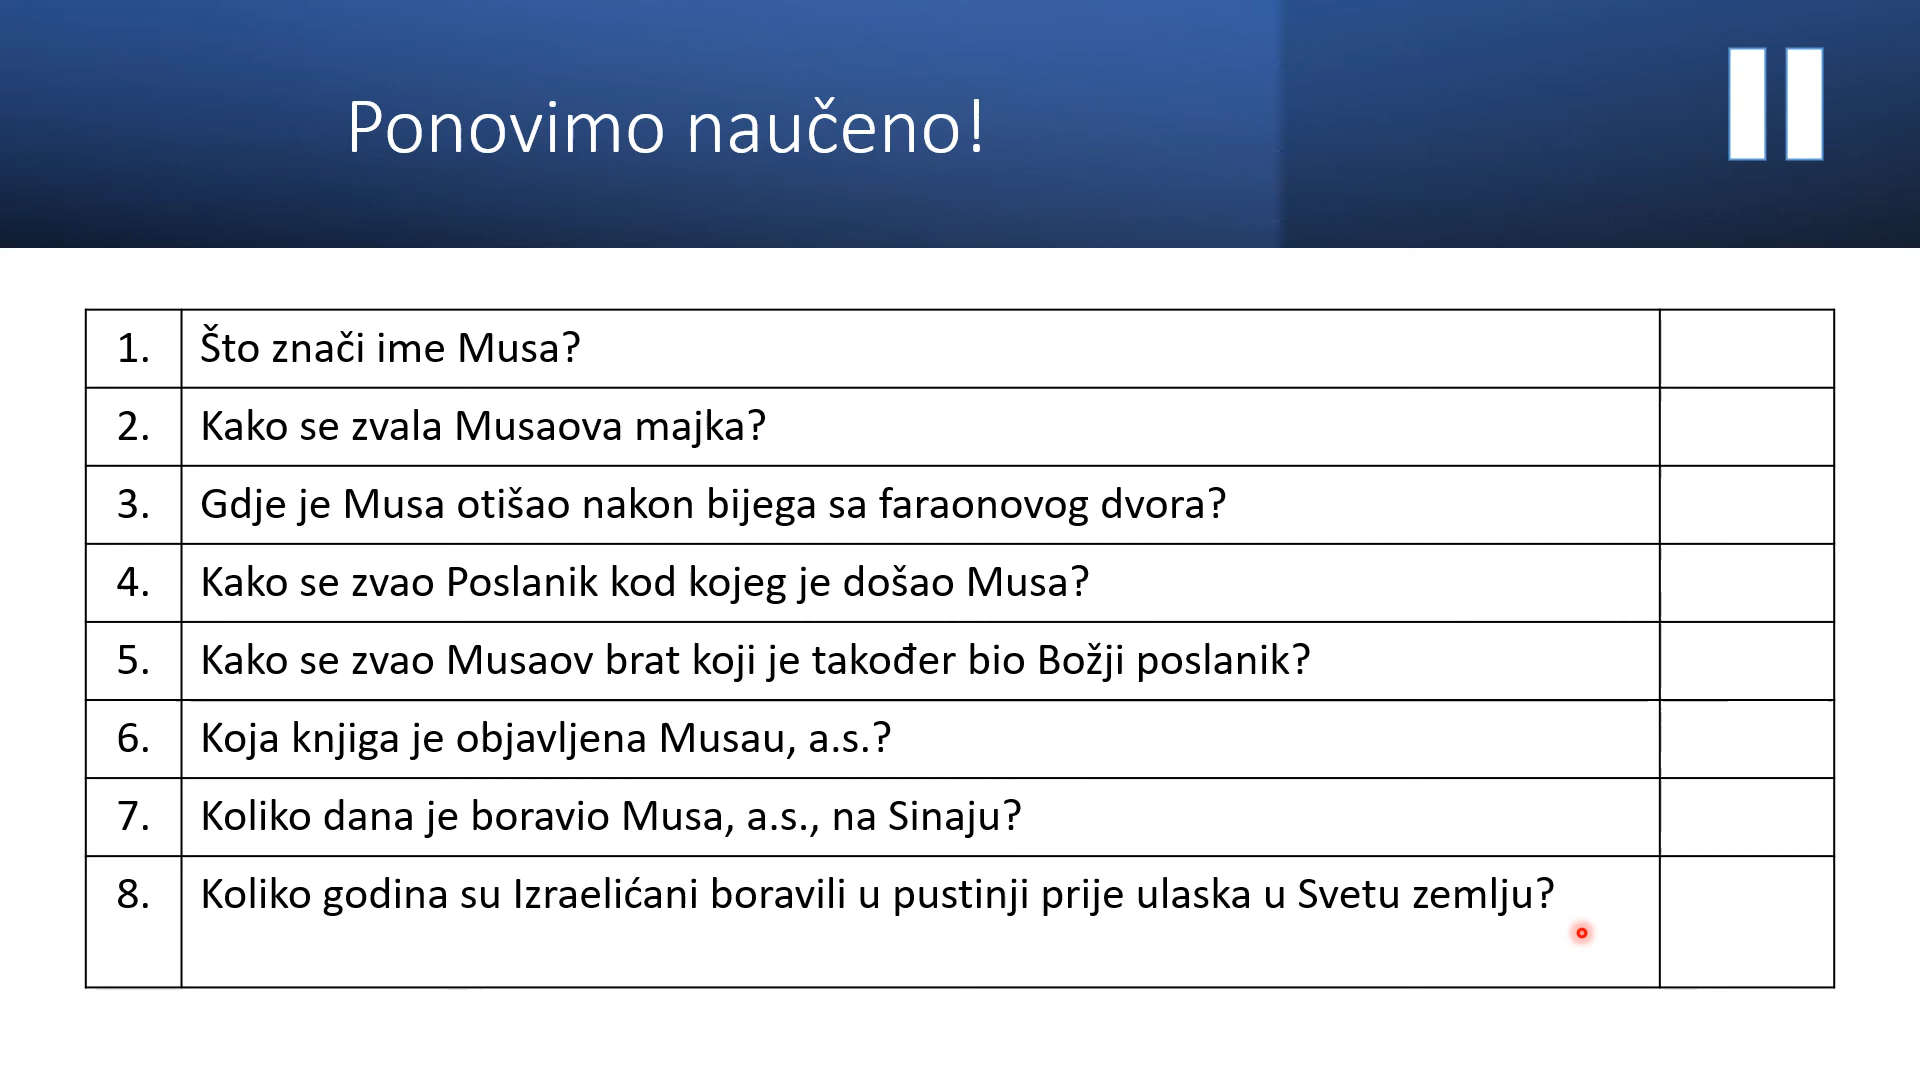 Ponovimo naučeno!
1. Što znači ime Musa?
2. Kako se zvala Musaova majka?
3. Gdje je Musa otišao nakon bijega sa faraonovog dvora?
4. Kako se zvao Poslanik kod kojeg je došao Musa?
5. Kako se zvao Musaov brat koji je također bio Božji poslanik?
6. Koja knjiga je objavljena Musau, a.s.?
7. Koliko dana je boravio Musa, a.s., na Sinaju?
8. Koliko godina su Izraelićani boravili u pustinji prije ulaska u Svetu zemlju?